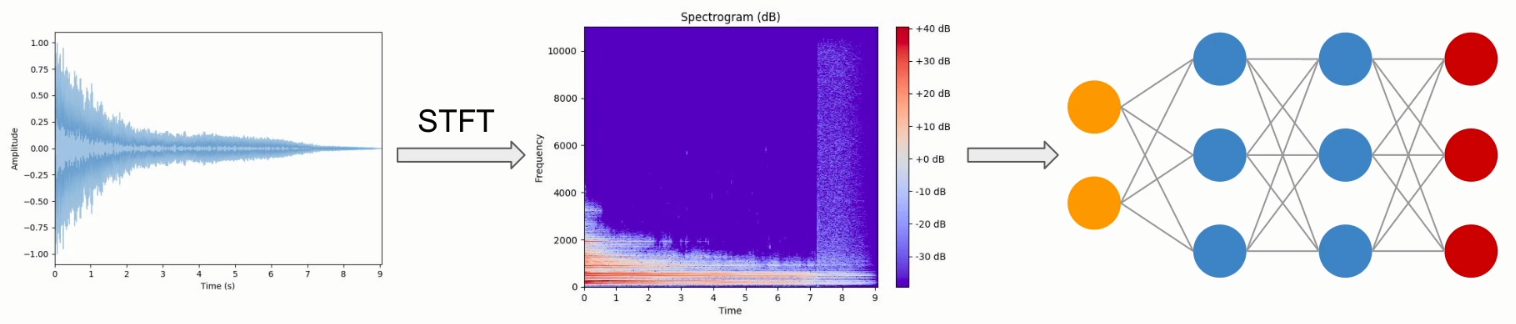 1.00
0.75
0.50
0.25
0.00
−0.25
−0.50
−0.75
−1.00
Amplitude
0 1 2 3 4 5 6 7 8 9
Time (s)
STFT
Spectrogram (dB)
10000
8000
6000
4000
2000
0
Frequency
0 1 2 3 4 5 6 7 8 9
Time
+40 dB
+30 dB
+20 dB
+10 dB
+0 dB
-10 dB
-20 dB
-30 dB